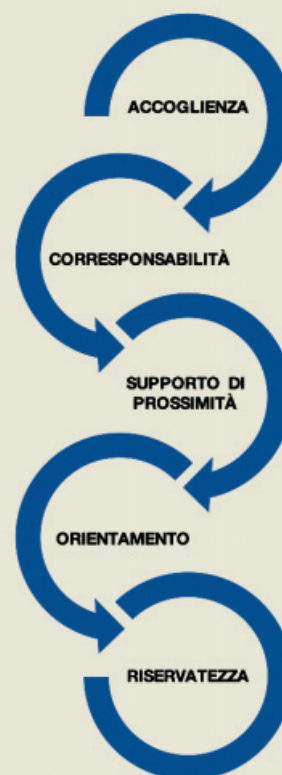 ACCOGLIENZA
CORRESPONSABILITÀ
SUPPORTO DI
PROSSIMITÀ
ORIENTAMENTO
RISERVATEZZA